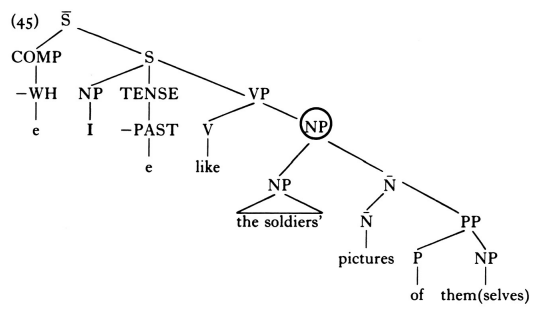 (45) S̄
COMP S
−WH NP TENSE VP
e I −PAST V NP
e like
NP N̄
the soldiers' N̄ PP
pictures P NP
of them(selves)